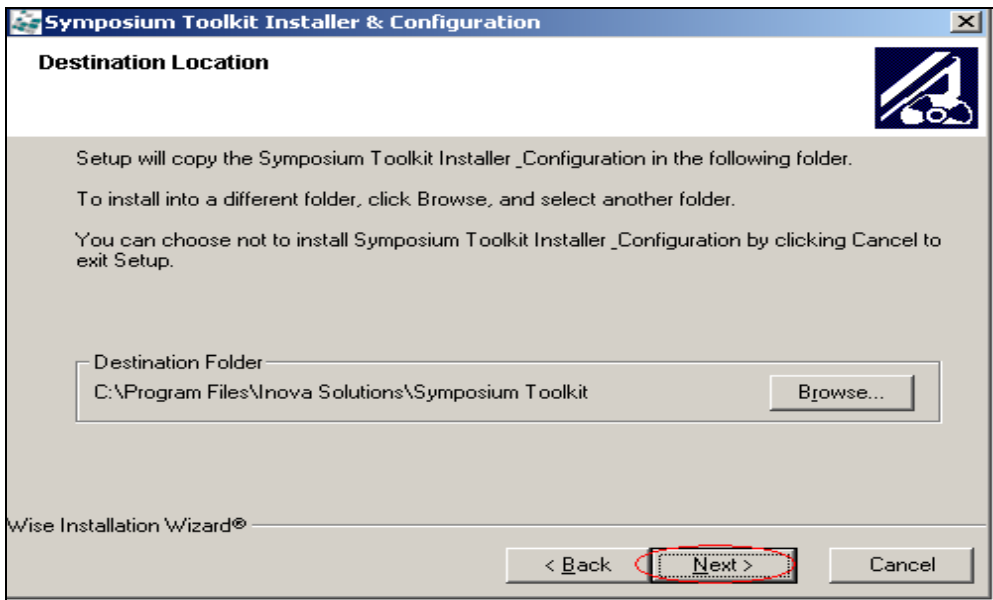 Symposium Toolkit Installer & Configuration
Destination Location
Setup will copy the Symposium Toolkit Installer _Configuration in the following folder.
To install into a different folder, click Browse, and select another folder.
You can choose not to install Symposium Toolkit Installer _Configuration by clicking Cancel to
exit Setup.
Destination Folder
C:\Program Files\Inova Solutions\Symposium Toolkit
Browse...
Wise Installation Wizard®
< Back
Next >
Cancel